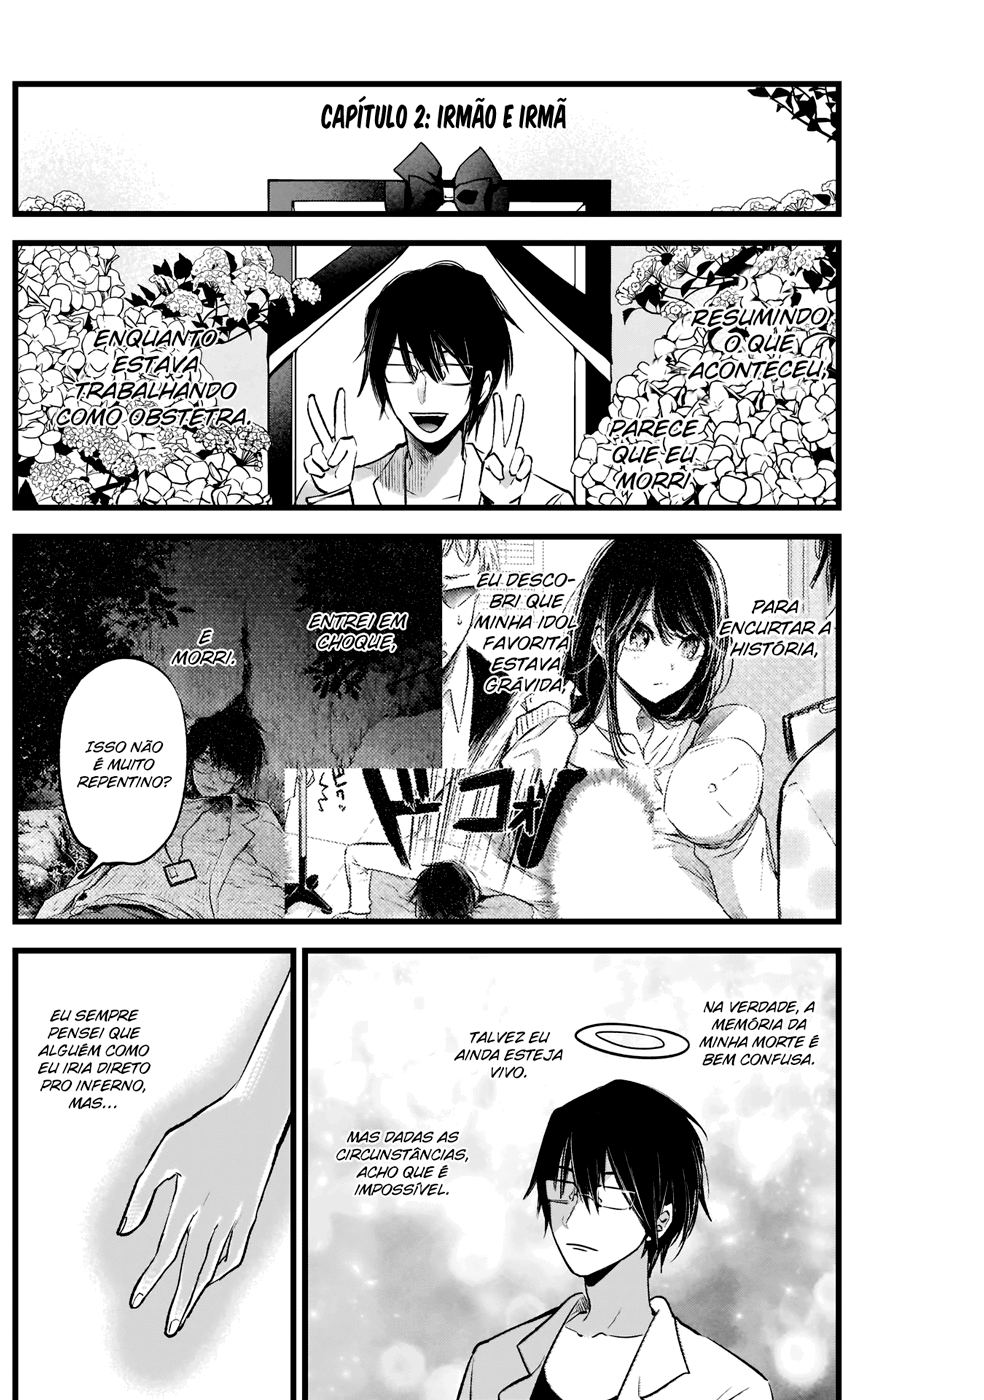 CAPÍTULO 2: IRMÃO E IRMÃ
RESUMINDO
O QUE
ACONTECEU,
PARECE
QUE EU
MORRI
ENQUANTO
ESTAVA
TRABALHANDO
COMO OBSTETRA.
PARA
ENCURTAR A
HISTÓRIA,
EU DESCO-
BRI QUE
MINHA IDOL
FAVORITA
ESTAVA
GRÁVIDA,
ENTREI EM
CHOQUE,
E
MORRI.
ISSO NÃO
É MUITO
REPENTINO?
ドコォ
NA VERDADE, A
MEMÓRIA DA
MINHA MORTE É
BEM CONFUSA.
TALVEZ EU
AINDA ESTEJA
VIVO.
MAS DADAS AS
CIRCUNSTÂNCIAS,
ACHO QUE É
IMPOSSÍVEL.
EU SEMPRE
PENSEI QUE
ALGUÉM COMO
EU IRIA DIRETO
PRO INFERNO,
MAS...